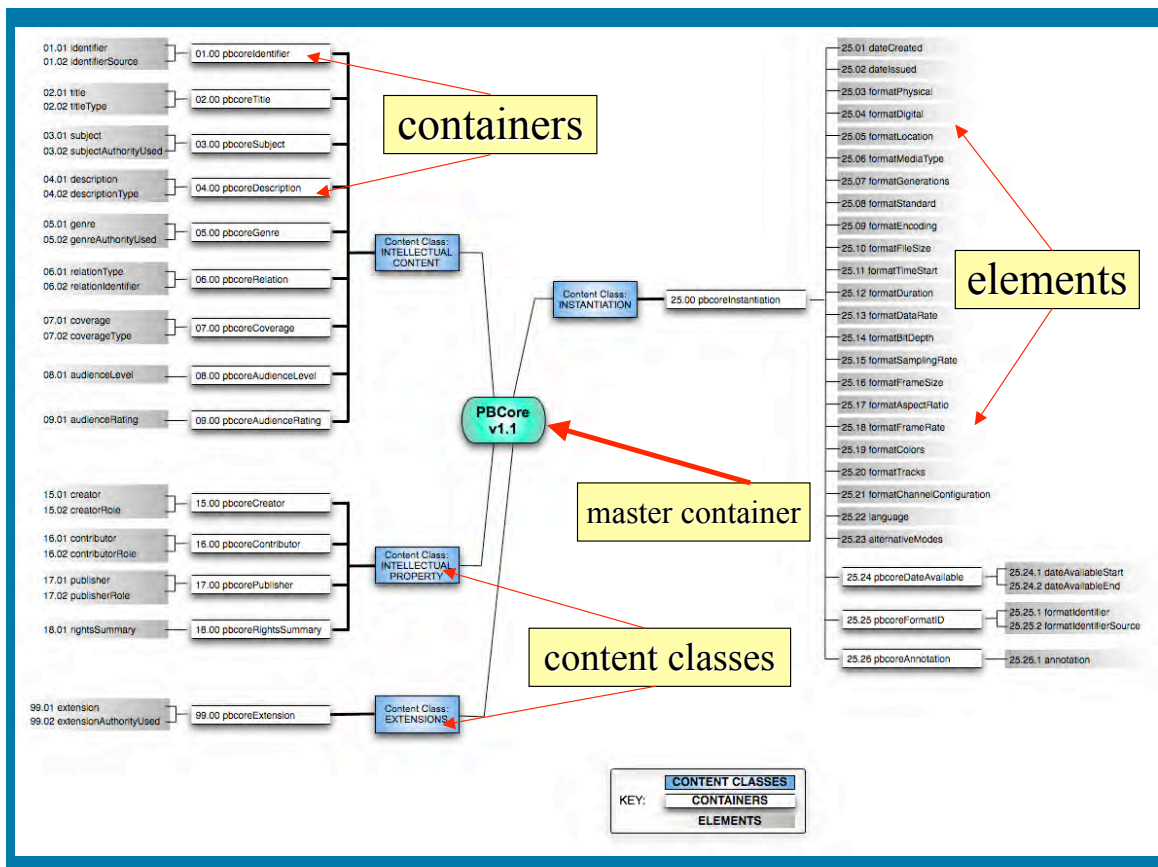 01.01 identifier
01.02 identifierSource
01.00 pbcoreIdentifier
02.01 title
02.02 titleType
02.00 pbcoreTitle
03.01 subject
03.02 subjectAuthorityUsed
03.00 pbcoreSubject
04.01 description
04.02 descriptionType
04.00 pbcoreDescription
05.01 genre
05.02 genreAuthorityUsed
05.00 pbcoreGenre
06.01 relationType
06.02 relationIdentifier
06.00 pbcoreRelation
07.01 coverage
07.02 coverageType
07.00 pbcoreCoverage
08.01 audienceLevel
08.00 pbcoreAudienceLevel
09.01 audienceRating
09.00 pbcoreAudienceRating
containers
Content Class:
INTELLECTUAL
CONTENT
15.01 creator
15.02 creatorRole
15.00 pbcoreCreator
16.01 contributor
16.02 contributorRole
16.00 pbcoreContributor
17.01 publisher
17.02 publisherRole
17.00 pbcorePublisher
18.01 rightsSummary
18.00 pbcoreRightsSummary
Content Class:
INTELLECTUAL
PROPERTY
99.01 extension
99.02 extensionAuthorityUsed
99.00 pbcoreExtension
Content Class:
EXTENSIONS
content classes
PBCore
v1.1
master container
Content Class:
INSTANTIATION
25.00 pbcoreInstantiation
25.01 dateCreated
25.02 dateIssued
25.03 formatPhysical
25.04 formatDigital
25.05 formatLocation
25.06 formatMediaType
25.07 formatGenerations
25.08 formatStandard
25.09 formatEncoding
25.10 formatFileSize
25.11 formatTimeStart
25.12 formatDuration
25.13 formatDataRate
25.14 formatBitDepth
25.15 formatSamplingRate
25.16 formatFrameSize
25.17 formatAspectRatio
25.18 formatFrameRate
25.19 formatColors
25.20 formatTracks
25.21 formatChannelConfiguration
25.22 language
25.23 alternativeModes
elements
25.24 pbcoreDateAvailable
25.24.1 dateAvailableStart
25.24.2 dateAvailableEnd
25.25 pbcoreFormatID
25.25.1 formatIdentifier
25.25.2 formatIdentifierSource
25.26 pbcoreAnnotation
25.26.1 annotation
KEY:
CONTENT CLASSES
CONTAINERS
ELEMENTS